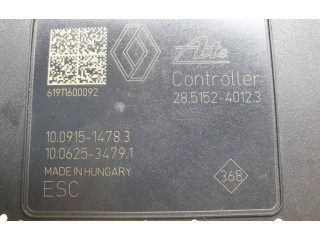 Ate
Controller
61911600092
28.5152-4012.3
10.0915-1478.3
10.0625-3479.1
MADE IN HUNGARY
368
ESC